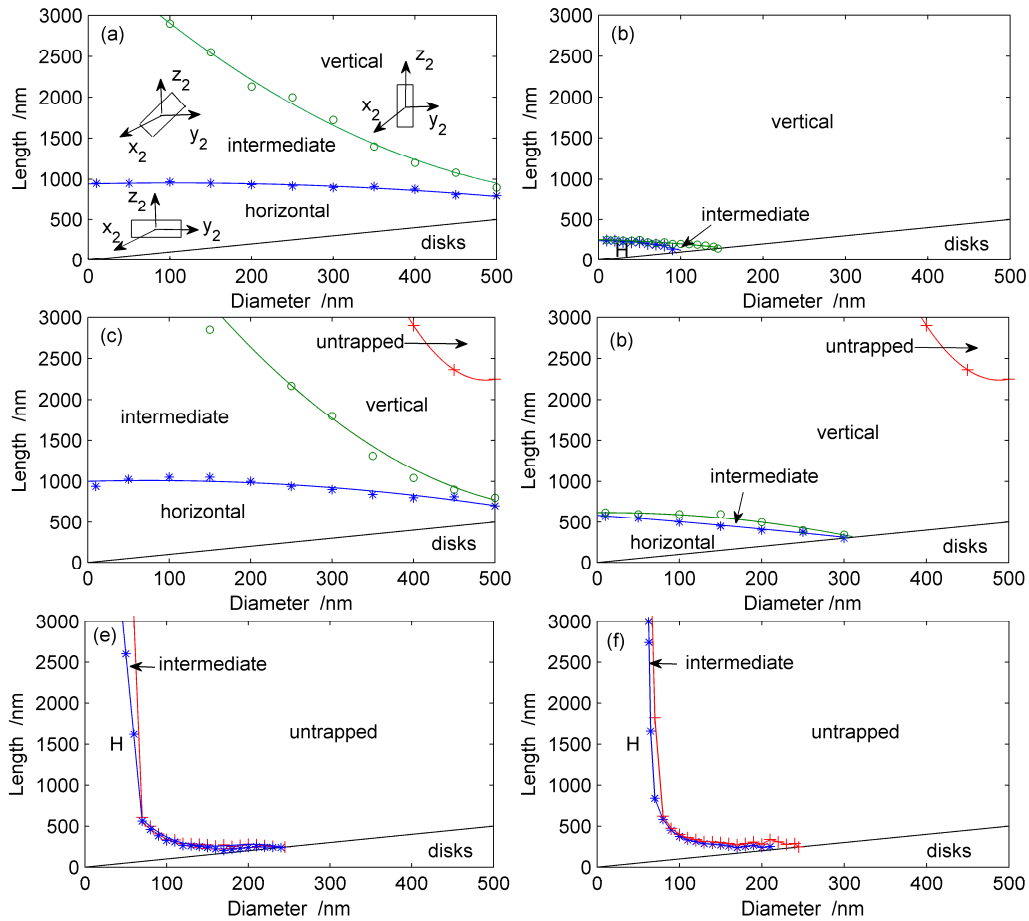 (a)
3000
2500
2000
1500
1000
500
0
Length /nm
vertical
z2
x2
y2
z2
x2
y2
intermediate
z2
x2
y2
horizontal
disks
0 100 200 300 400 500
Diameter /nm
(b)
3000
2500
2000
1500
1000
500
0
Length /nm
vertical
intermediate
H
disks
0 100 200 300 400 500
Diameter /nm
(c)
3000
2500
2000
1500
1000
500
0
Length /nm
untrapped
intermediate
vertical
horizontal
disks
0 100 200 300 400 500
Diameter /nm
(b)
3000
2500
2000
1500
1000
500
0
Length /nm
untrapped
vertical
intermediate
horizontal
disks
0 100 200 300 400 500
Diameter /nm
(e)
3000
2500
2000
1500
1000
500
0
Length /nm
intermediate
H
untrapped
disks
0 100 200 300 400 500
Diameter /nm
(f)
3000
2500
2000
1500
1000
500
0
Length /nm
intermediate
H
untrapped
disks
0 100 200 300 400 500
Diameter /nm